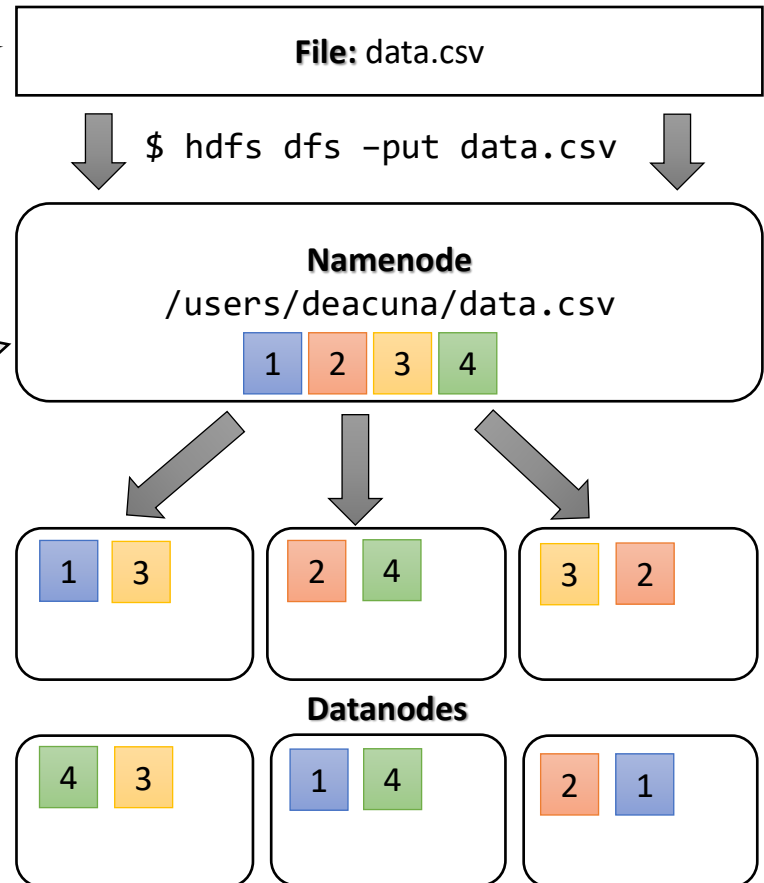 File: data.csv
$ hdfs dfs –put data.csv
Namenode
/users/deacuna/data.csv
1 2 3 4
1 3 2 4 3 2
Datanodes
4 3 1 4 2 1